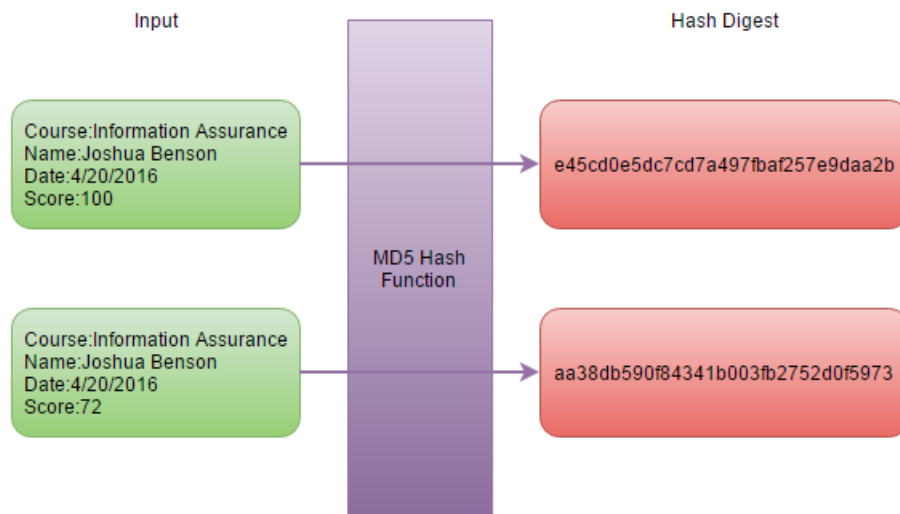 Input
Hash Digest
Course:Information Assurance
Name:Joshua Benson
Date:4/20/2016
Score:100
e45cd0e5dc7cd7a497fbaf257e9daa2b
MD5 Hash
Function
Course:Information Assurance
Name:Joshua Benson
Date:4/20/2016
Score:72
aa38db590f84341b003fb2752d0f5973